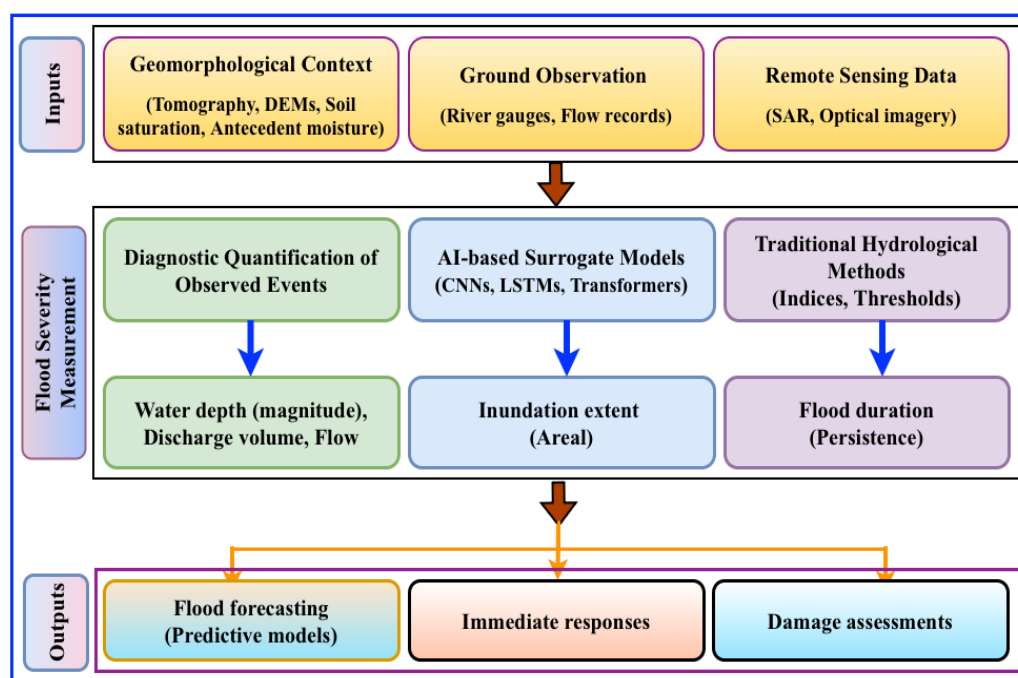 Inputs
Geomorphological Context
(Tomography, DEMs, Soil
saturation, Antecedent moisture)
Ground Observation
(River gauges, Flow records)
Remote Sensing Data
(SAR, Optical imagery)
Flood Severity
Measurement
Diagnostic Quantification of
Observed Events
AI-based Surrogate Models
(CNNs, LSTMs, Transformers)
Traditional Hydrological
Methods
(Indices, Thresholds)
Water depth (magnitude),
Discharge volume, Flow
Inundation extent
(Areal)
Flood duration
(Persistence)
Outputs
Flood forecasting
(Predictive models)
Immediate responses
Damage assessments